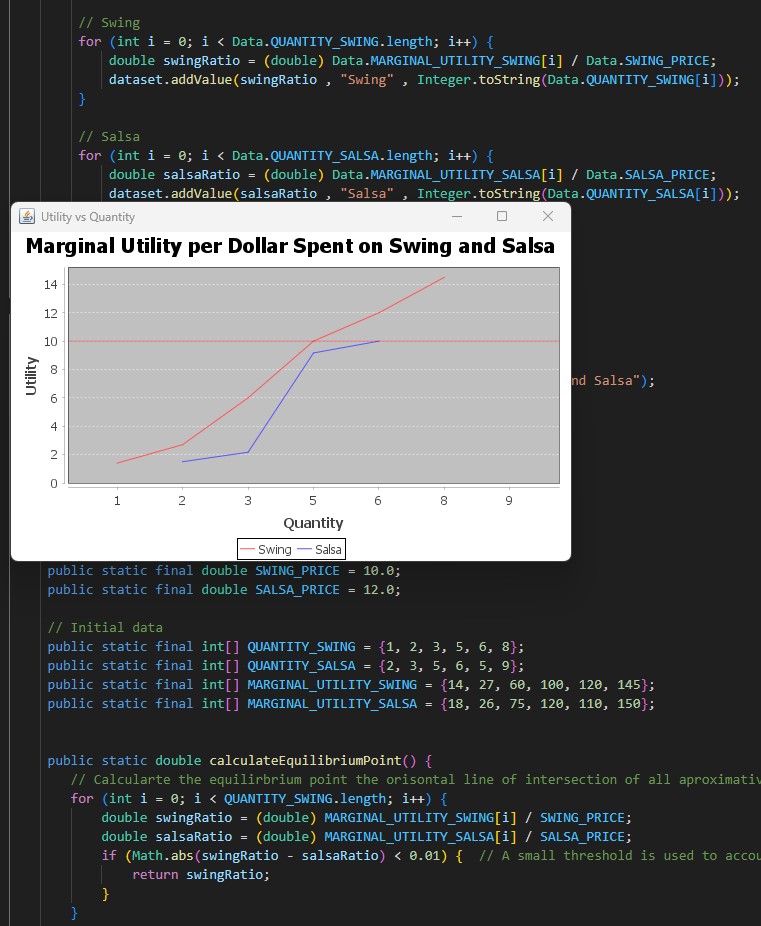 // Swing
for (int i = 0; i < Data.QUANTITY_SWING.length; i++) {
double swingRatio = (double) Data.MARGINAL_UTILITY_SWING[i] / Data.SWING_PRICE;
dataset.addValue(swingRatio , "Swing" , Integer.toString(Data.QUANTITY_SWING[i]));
}
// Salsa
for (int i = 0; i < Data.QUANTITY_SALSA.length; i++) {
double salsaRatio = (double) Data.MARGINAL_UTILITY_SALSA[i] / Data.SALSA_PRICE;
dataset.addValue(salsaRatio , "Salsa" , Integer.toString(Data.QUANTITY_SALSA[i]));
Utility vs Quantity
Marginal Utility per Dollar Spent on Swing and Salsa
14
12
10
8
6
4
2
0
Utility
1 2 3 5 6 8 9
Quantity
Swing Salsa
nd Salsa");
public static final double SWING_PRICE = 10.0;
public static final double SALSA_PRICE = 12.0;
// Initial data
public static final int[] QUANTITY_SWING = {1, 2, 3, 5, 6, 8};
public static final int[] QUANTITY_SALSA = {2, 3, 5, 6, 5, 9};
public static final int[] MARGINAL_UTILITY_SWING = {14, 27, 60, 100, 120, 145};
public static final int[] MARGINAL_UTILITY_SALSA = {18, 26, 75, 120, 110, 150};
public static double calculateEquilibriumPoint() {
// Calcularte the equilirbrium point the orisontal line of intersection of all aproximativ
for (int i = 0; i < QUANTITY_SWING.length; i++) {
double swingRatio = (double) MARGINAL_UTILITY_SWING[i] / SWING_PRICE;
double salsaRatio = (double) MARGINAL_UTILITY_SALSA[i] / SALSA_PRICE;
if (Math.abs(swingRatio - salsaRatio) < 0.01) {  // A small threshold is used to accou
return swingRatio;
}
}